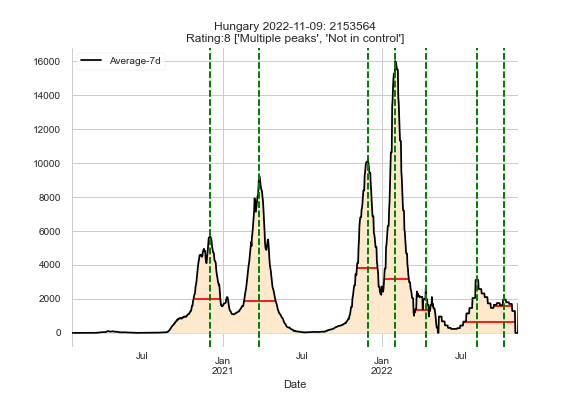 Hungary 2022-11-09: 2153564
Rating:8 ['Multiple peaks', 'Not in control']
Average-7d
16000
14000
12000
10000
8000
6000
4000
2000
0
Jul
Jan
2021
Jul
Jan
2022
Jul
Date